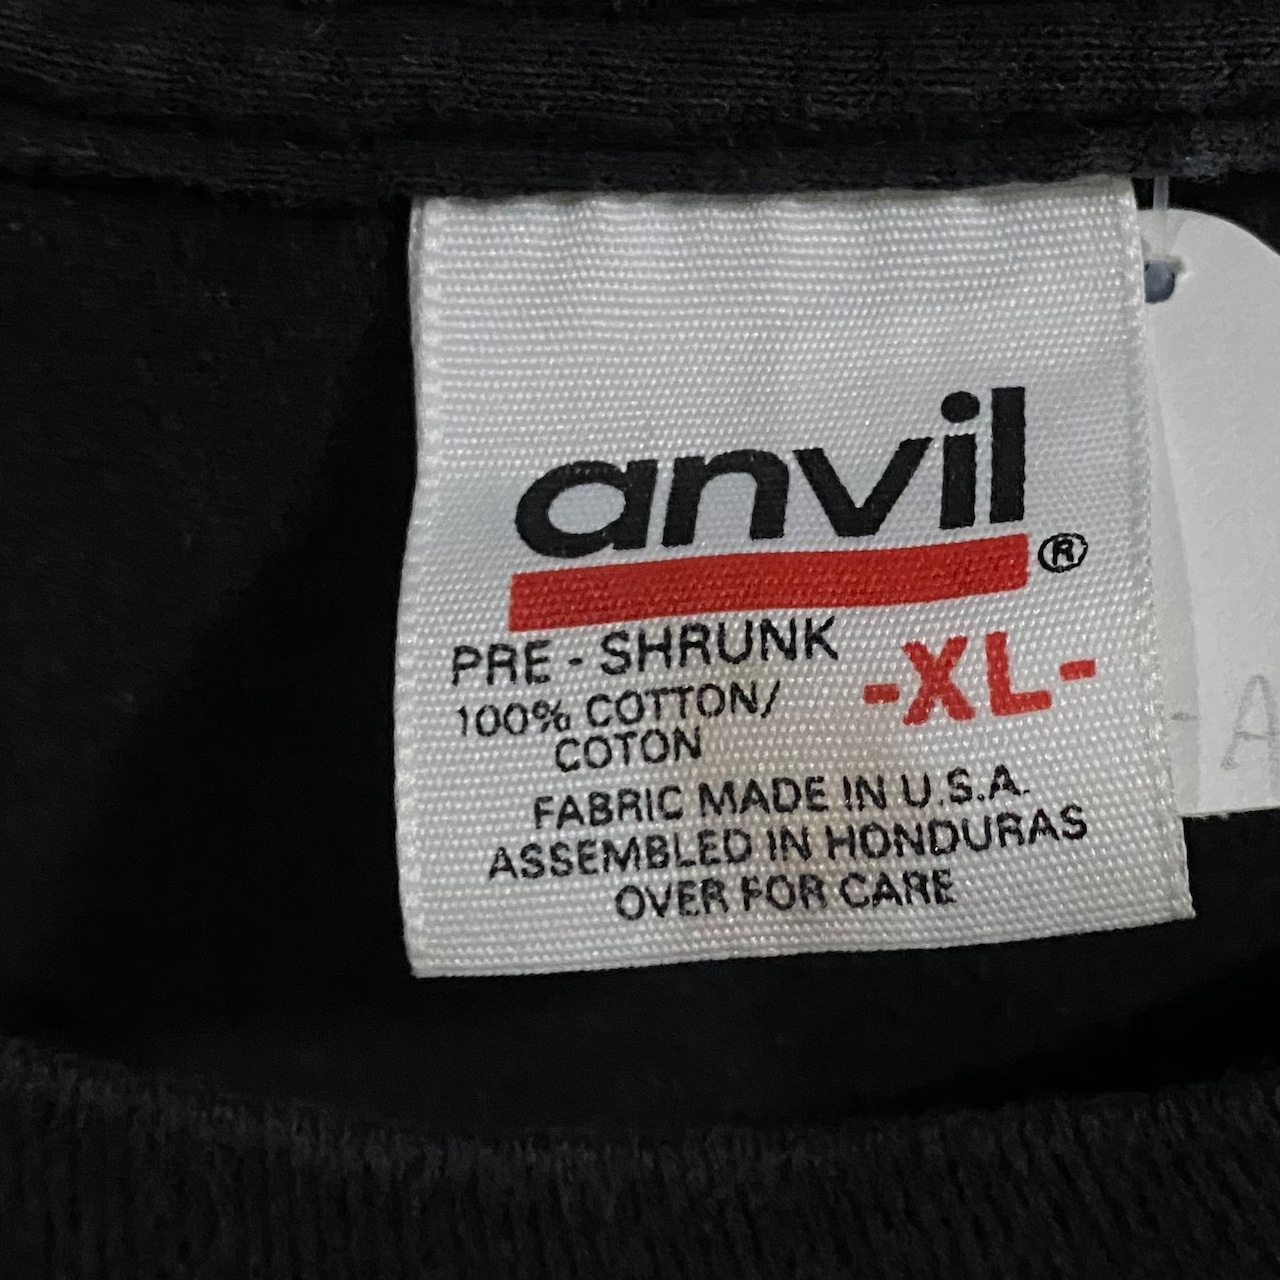 anvil®
PRE - SHRUNK
-XL-
100% COTTON/
COTON
FABRIC MADE IN U.S.A.
ASSEMBLED IN HONDURAS
OVER FOR CARE
- A